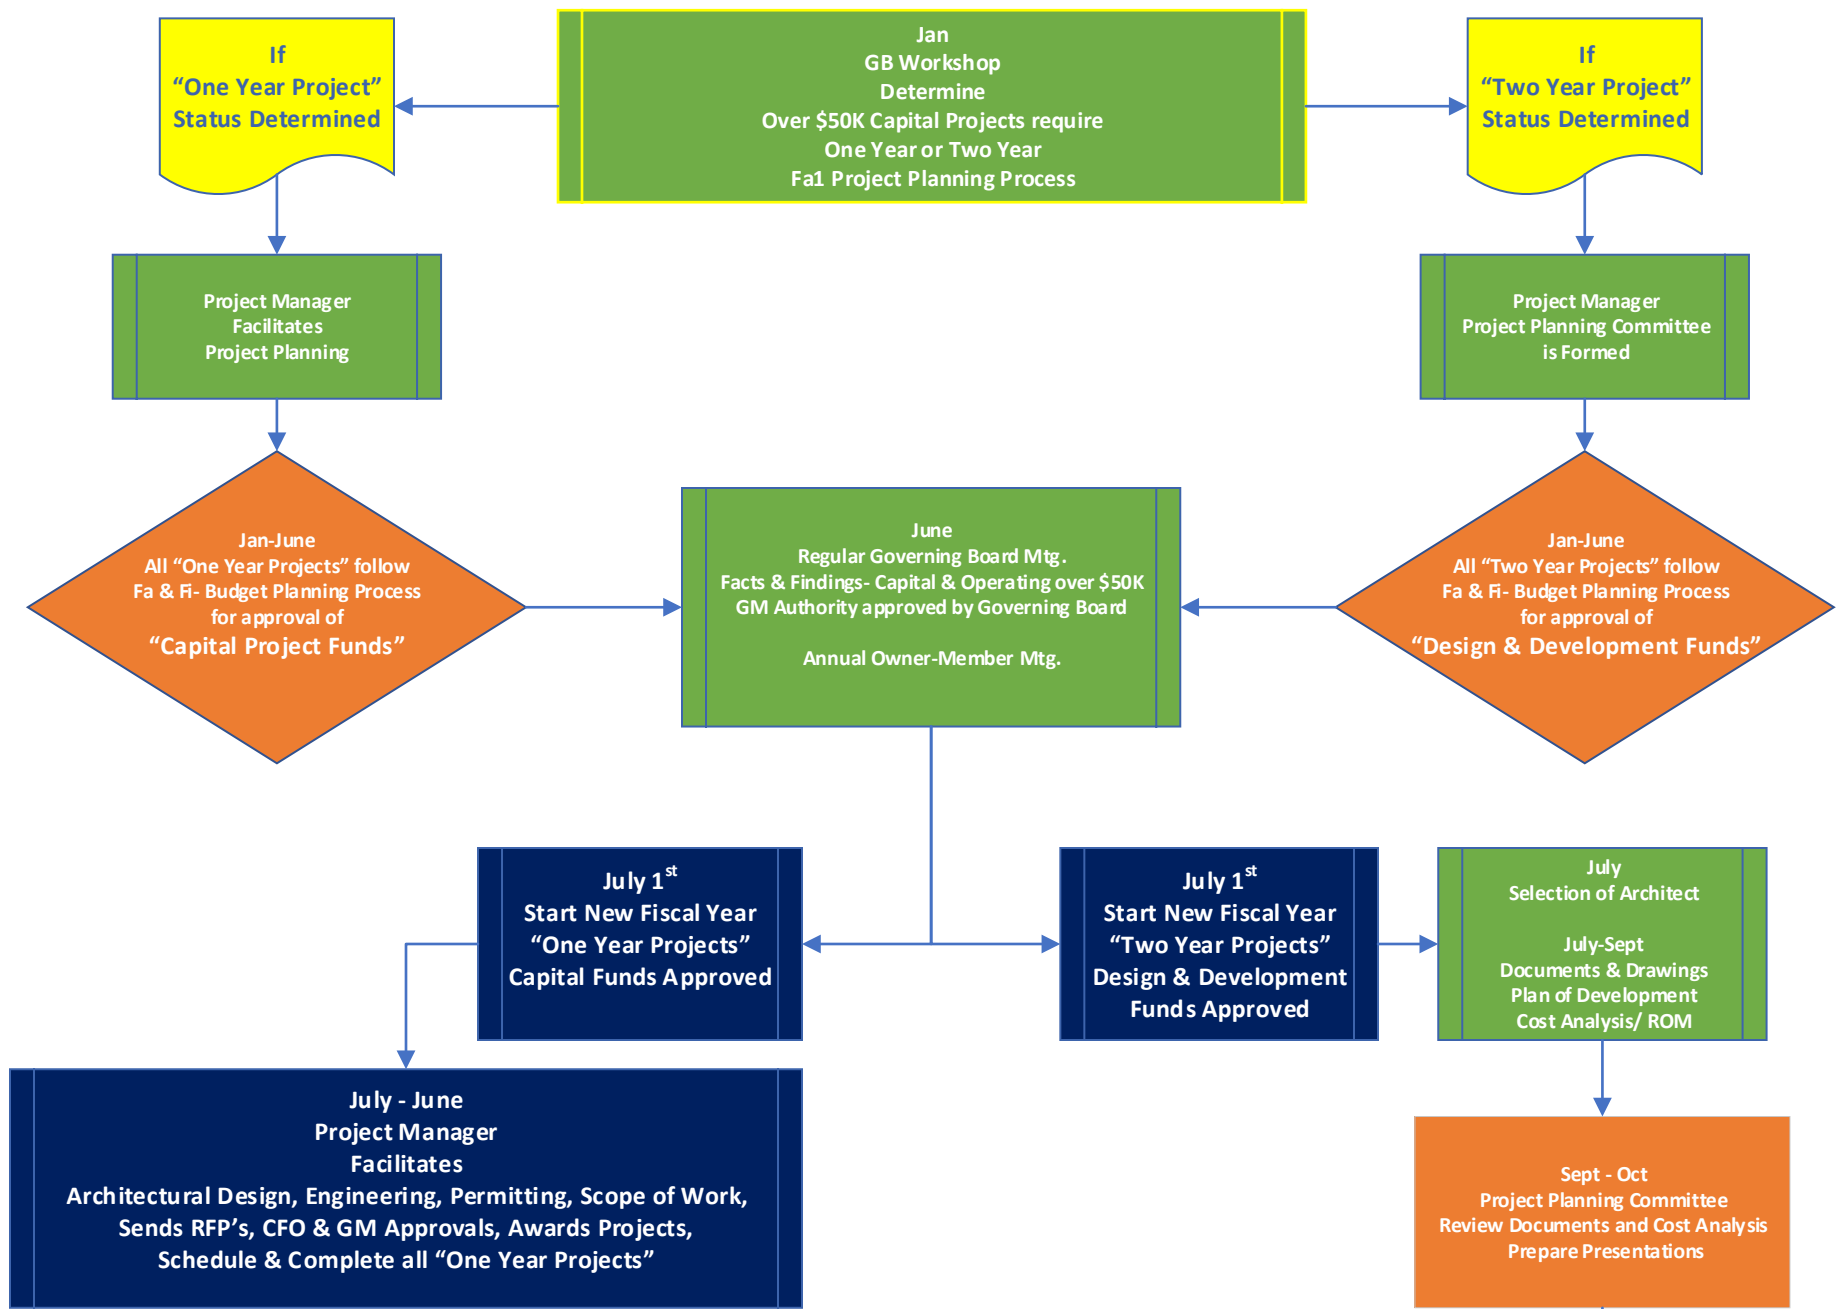 If
“One Year Project”
Status Determined
Jan
GB Workshop
Determine
Over $50K Capital Projects require
One Year or Two Year
Fa1 Project Planning Process
If
“Two Year Project”
Status Determined
Project Manager
Facilitates
Project Planning
Project Manager
Project Planning Committee
is Formed
Jan-June
All “One Year Projects” follow
Fa & Fi- Budget Planning Process
for approval of
“Capital Project Funds”
June
Regular Governing Board Mtg.
Facts & Findings- Capital & Operating over $50K
GM Authority approved by Governing Board
Annual Owner-Member Mtg.
Jan-June
All “Two Year Projects” follow
Fa & Fi- Budget Planning Process
for approval of
“Design & Development Funds”
July 1st
Start New Fiscal Year
“One Year Projects”
Capital Funds Approved
July 1st
Start New Fiscal Year
“Two Year Projects”
Design & Development
Funds Approved
July
Selection of Architect
July-Sept
Documents & Drawings
Plan of Development
Cost Analysis/ ROM
July - June
Project Manager
Facilitates
Architectural Design, Engineering, Permitting, Scope of Work,
Sends RFP’s, CFO & GM Approvals, Awards Projects,
Schedule & Complete all “One Year Projects”
Sept - Oct
Project Planning Committee
Review Documents and Cost Analysis
Prepare Presentations